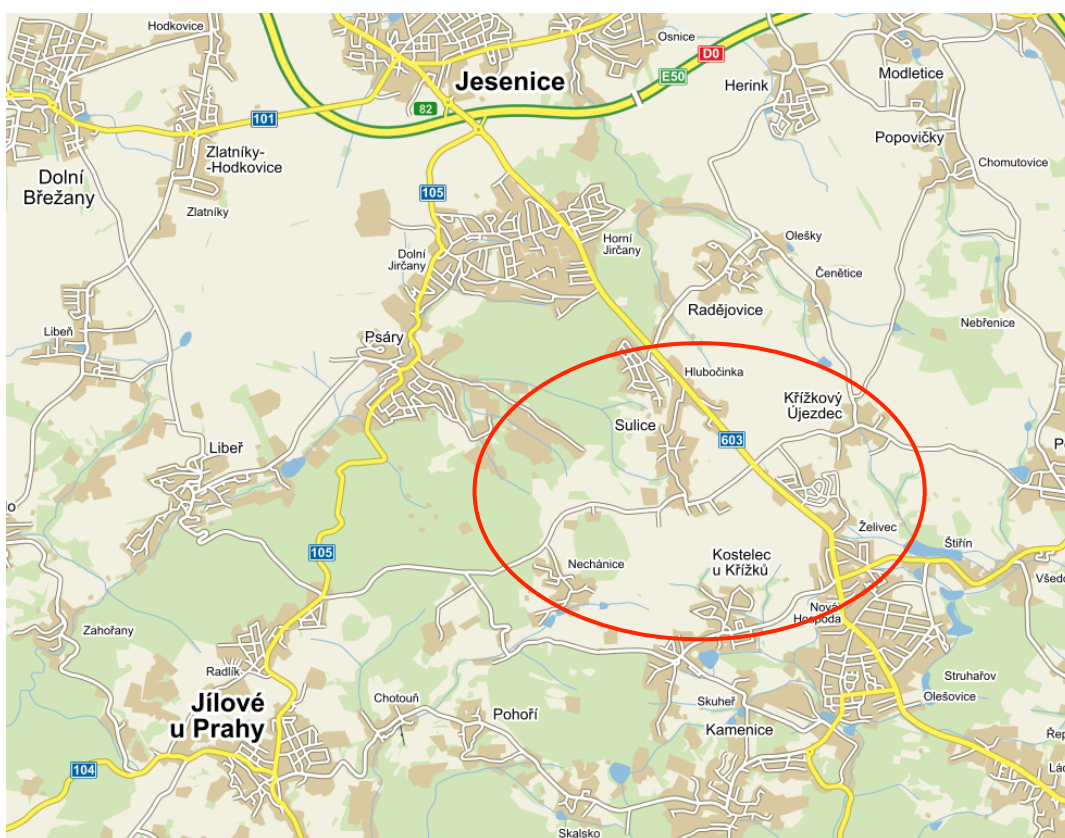 Hodkovice
Osnice
D0
Modletice
E50
Jesenice
Herink
82
101
Popovičky
Zlatníky-
-Hodkovice
Chomutovice
Dolní
Břežany
105
Zlatníky
Olešky
Horní
Jirčany
Dolní
Jirčany
Čenětice
Radějovice
Nebřenice
Libeň
Psáry
Hlubočinka
Křížkový
Újezdec
Sulice
603
Libeř
Želivec
Štiřín
105
Kostelec
u Křížků
Nechánice
Nová
Hospoda
Zahořany
Radlík
Struhařov
Olešovice
Jílové
u Prahy
Chotouň
Skuheř
Pohoří
Kamenice
104
Skalsko